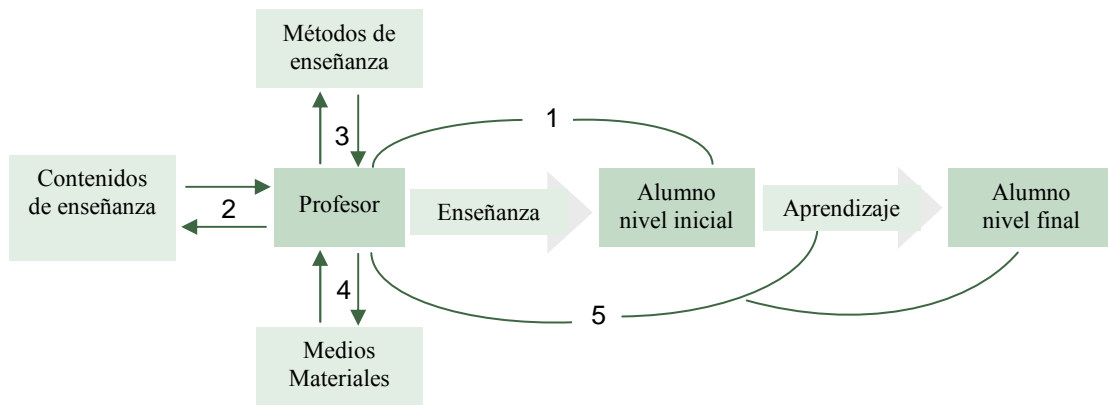 Métodos de
enseñanza
1
3
Contenidos
de enseñanza
2
Profesor
Enseñanza
Alumno
nivel inicial
Aprendizaje
Alumno
nivel final
4
5
Medios
Materiales